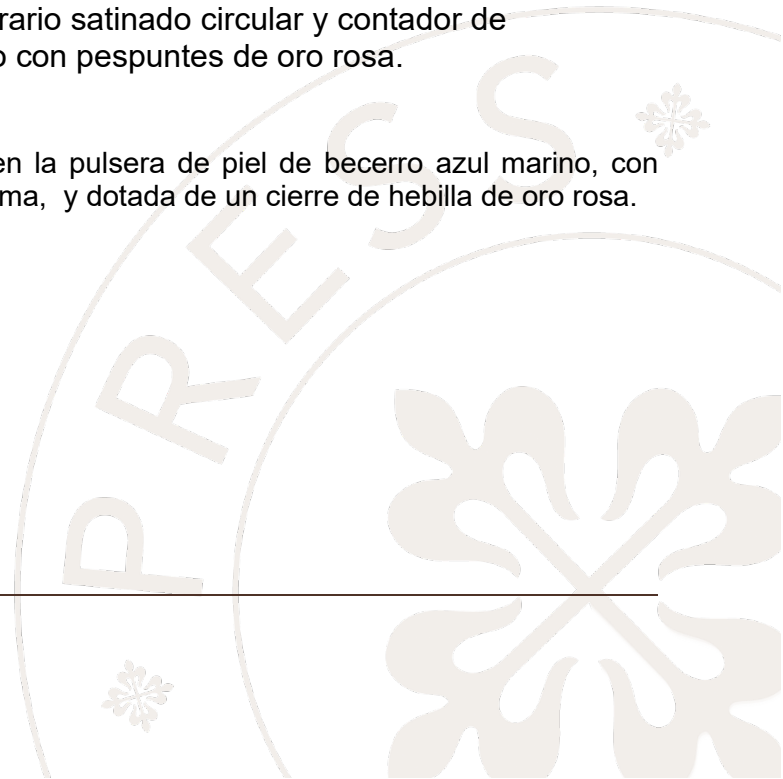 rario satinado circular y contador de
o con pespuntes de oro rosa.
en la pulsera de piel de becerro azul marino, con
ma, y dotada de un cierre de hebilla de oro rosa.
PRESS